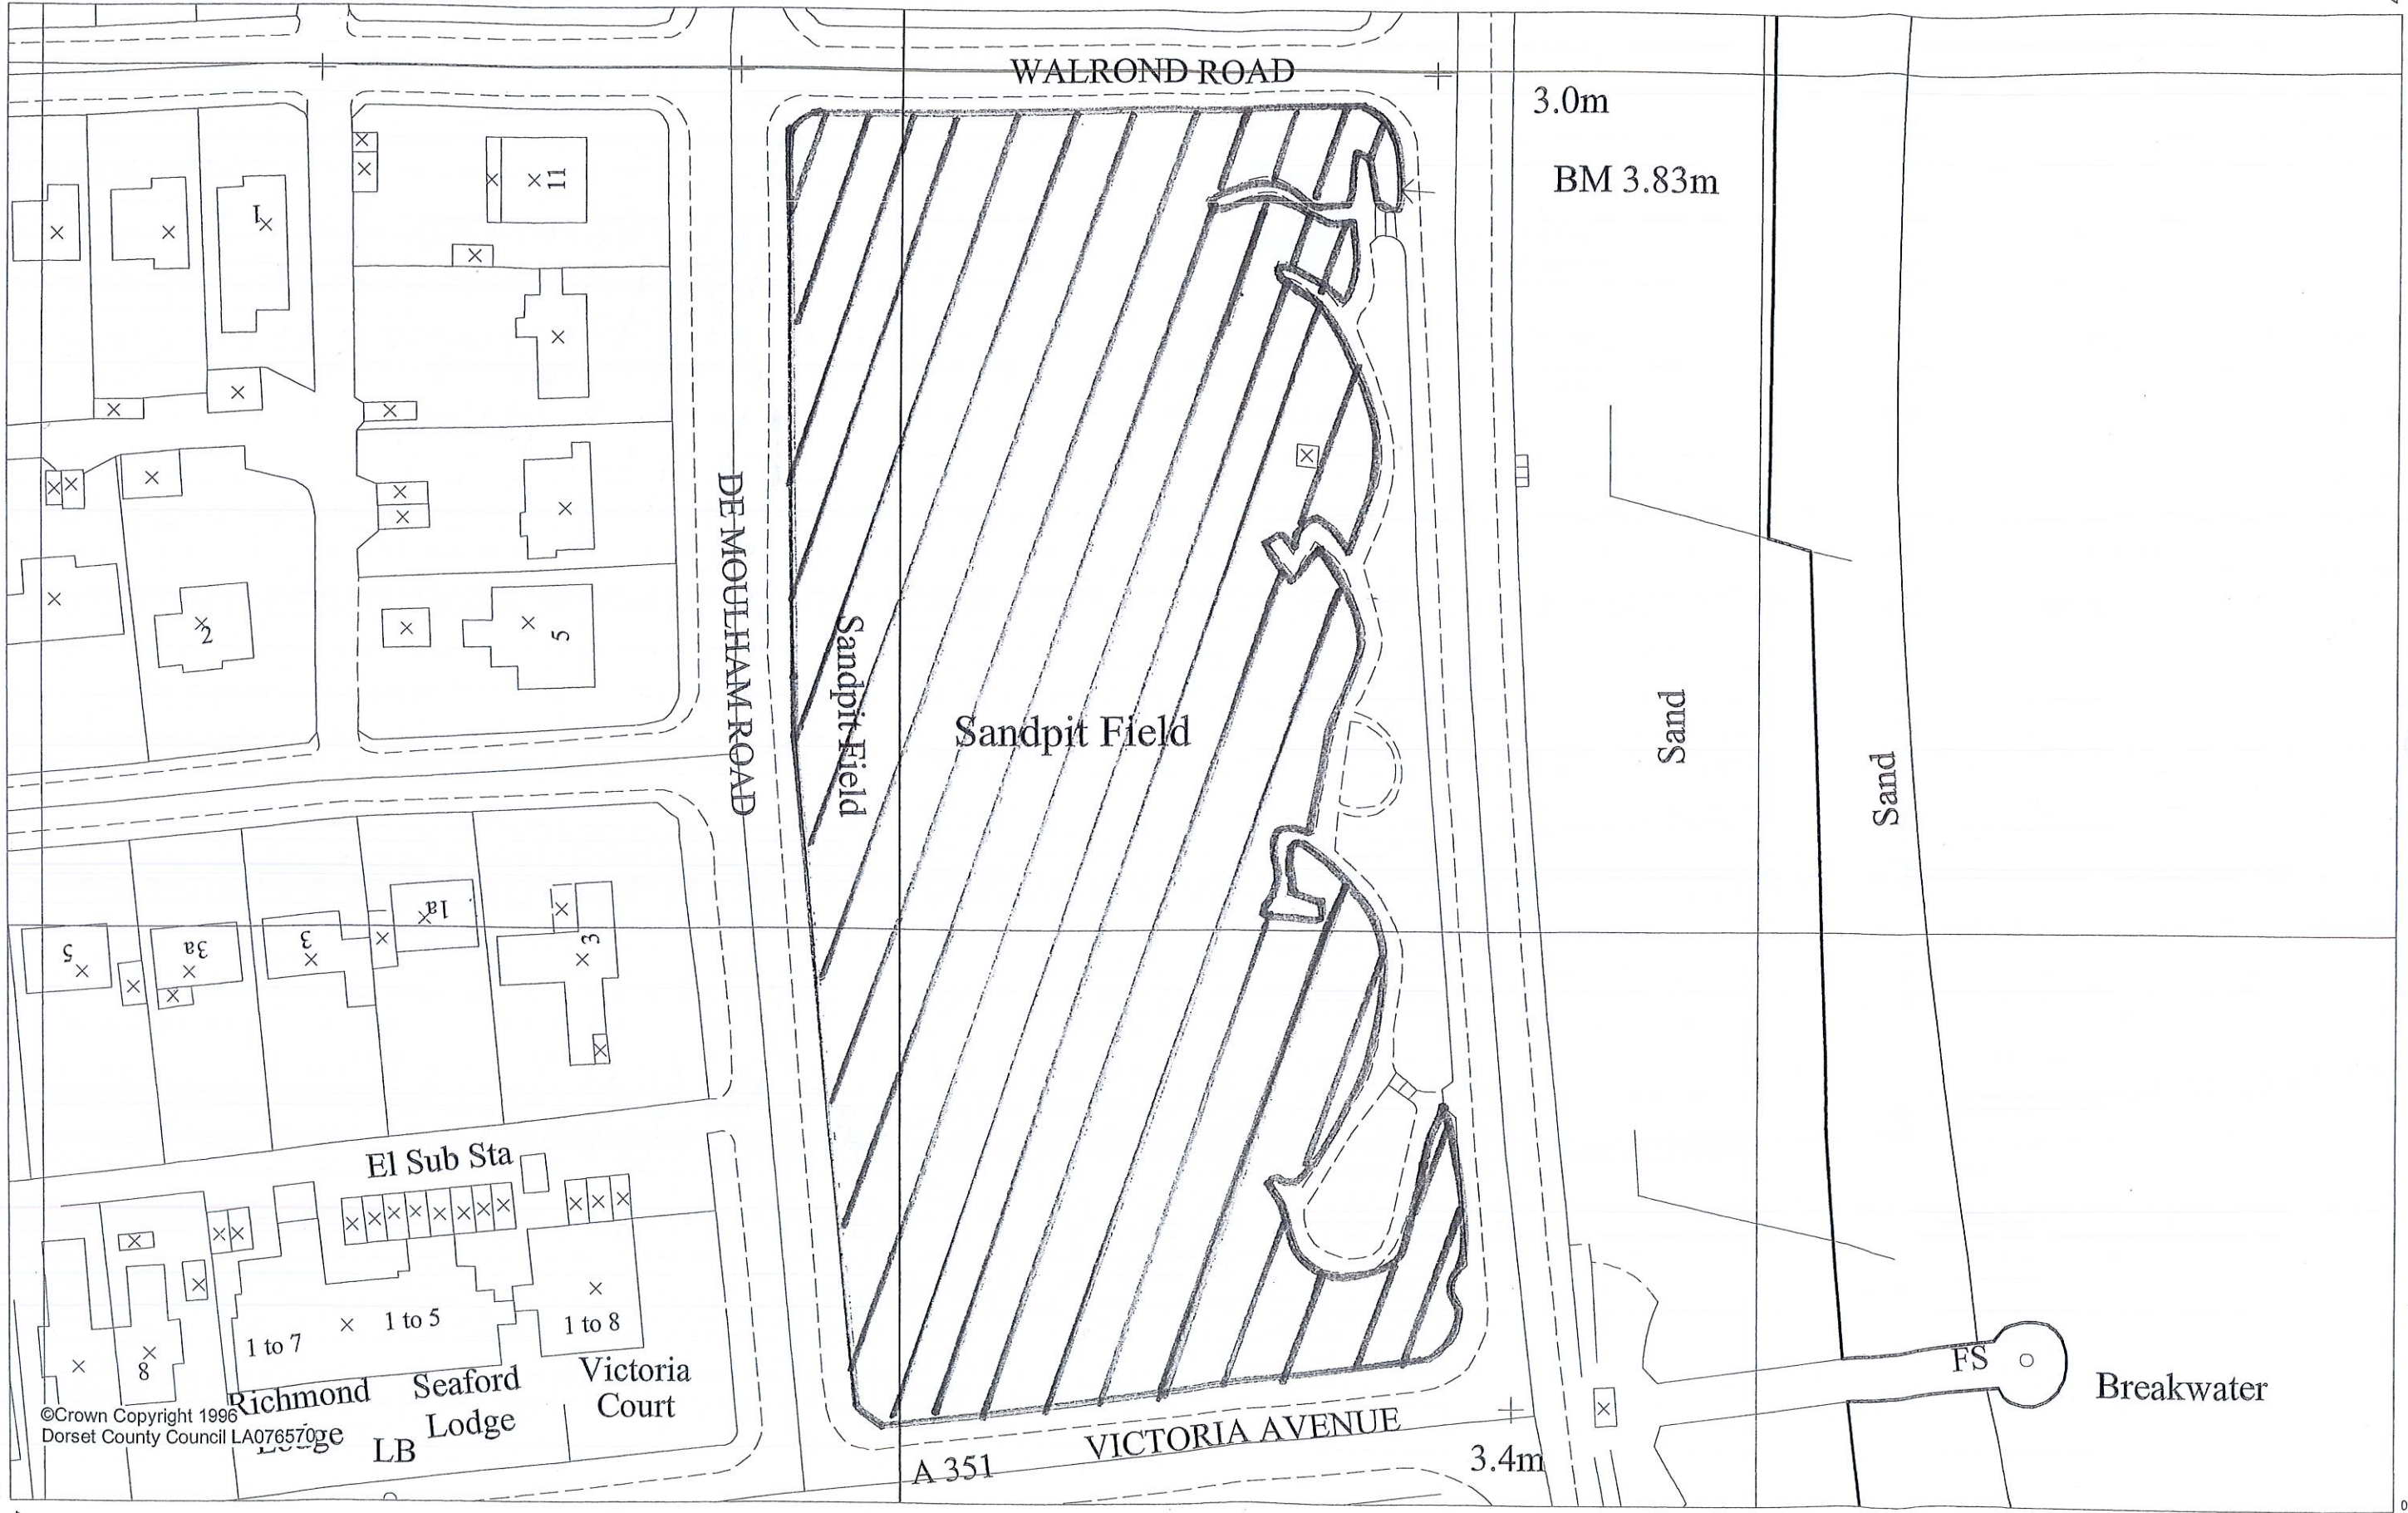 WALROND ROAD
3.0m
BM 3.83m
11
1
DE MOULHAM ROAD
Sandpit Field
Sandpit Field
2
5
Sand
Sand
1a
3
3a
5
3
El Sub Sta
1 to 7
1 to 5
1 to 8
8
Richmond
Lodge
Seaford
Lodge
Victoria
Court
LB
©Crown Copyright 1996
Dorset County Council LA076570
A 351
VICTORIA AVENUE
3.4m
FS
Breakwater
0